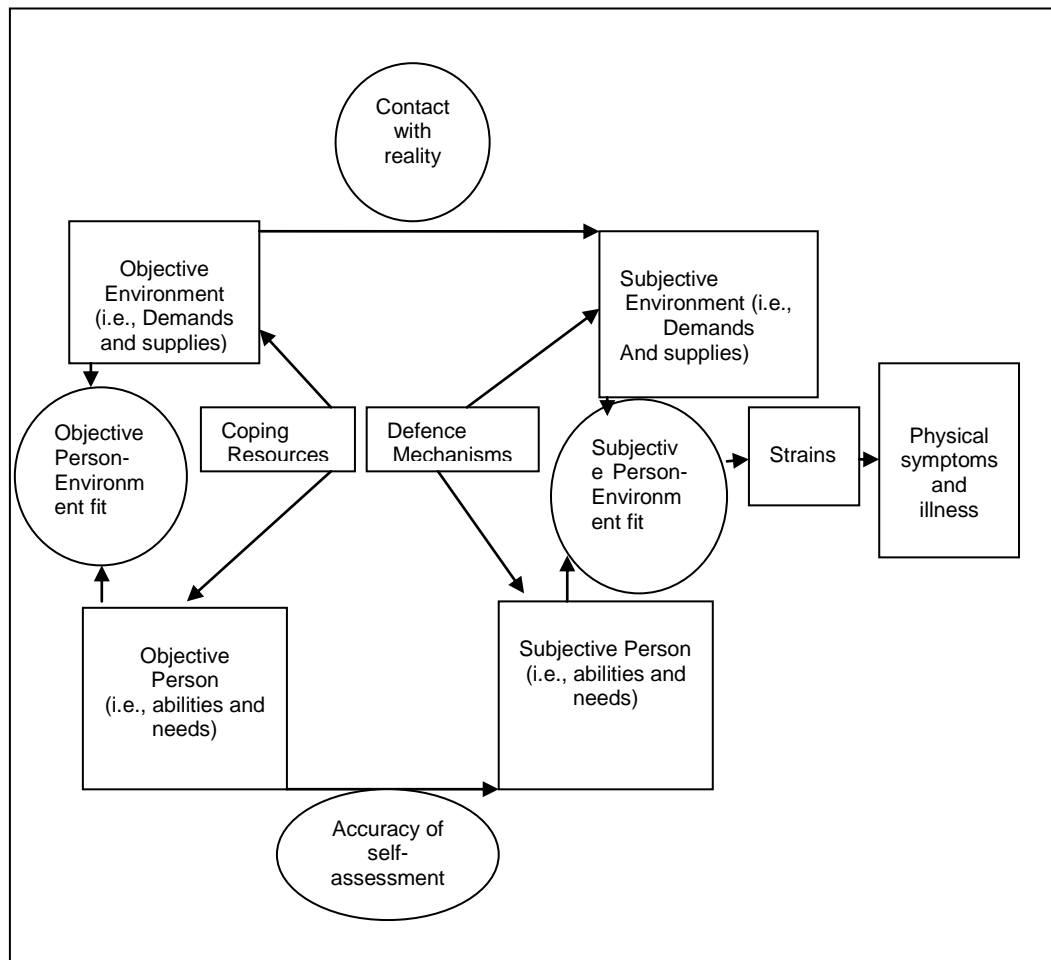 Contact
with
reality
Objective
Environment
(i.e., Demands
and supplies)
Subjective
Environment (i.e.,
Demands
And supplies)
Objective
Person-
Environm
ent fit
Coping
Resources
Defence
Mechanisms
Subjectiv
e Person-
Environm
ent fit
Strains
Physical
symptoms
and
illness
Objective
Person
(i.e., abilities and
needs)
Subjective Person
(i.e., abilities and
needs)
Accuracy of
self-
assessment